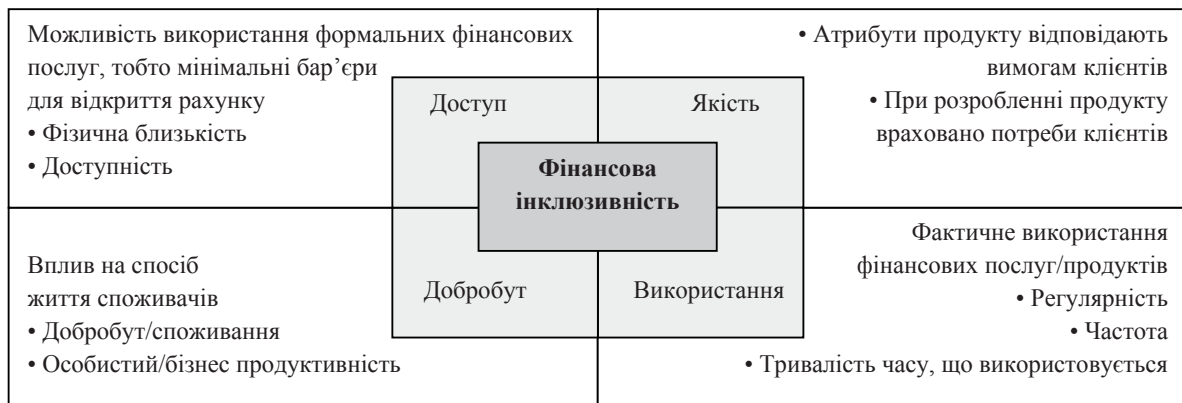 Можливість використання формальних фінансових
послуг, тобто мінімальні бар’єри
для відкриття рахунку
• Фізична близькість
• Доступність
Доступ
Якість
• Атрибути продукту відповідають
вимогам клієнтів
• При розробленні продукту
враховано потреби клієнтів
Фінансова
інклюзивність
Вплив на спосіб
життя споживачів
• Добробут/споживання
• Особистий/бізнес продуктивність
Добробут
Використання
Фактичне використання
фінансових послуг/продуктів
• Регулярність
• Частота
• Тривалість часу, що використовується